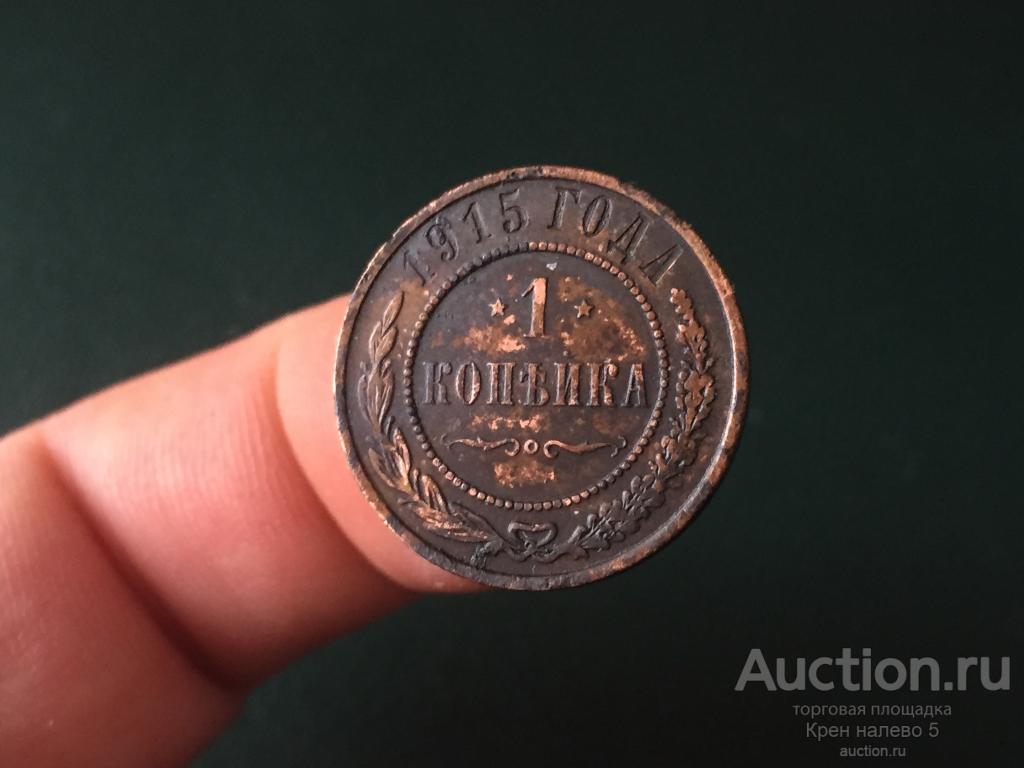 1915 ГОДА
1
КОПѢЙКА
Auction.ru
торговая площадка
Крен налево 5
auction.ru